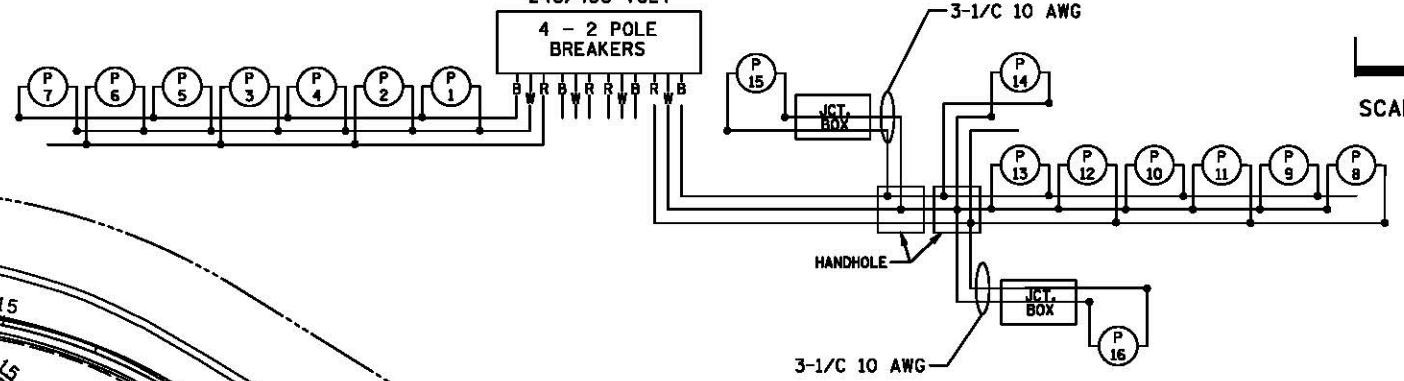 3-1/C 10 AWG
4 - 2 POLE
BREAKERS
B W R B W R R W B R W B
P 7
P 6
P 5
P 3
P 4
P 2
P 1
P 15
JCT.
BOX
P 14
P 13
P 12
P 10
P 11
P 9
P 8
HANDHOLE
JCT.
BOX
P 16
3-1/C 10 AWG
15
15